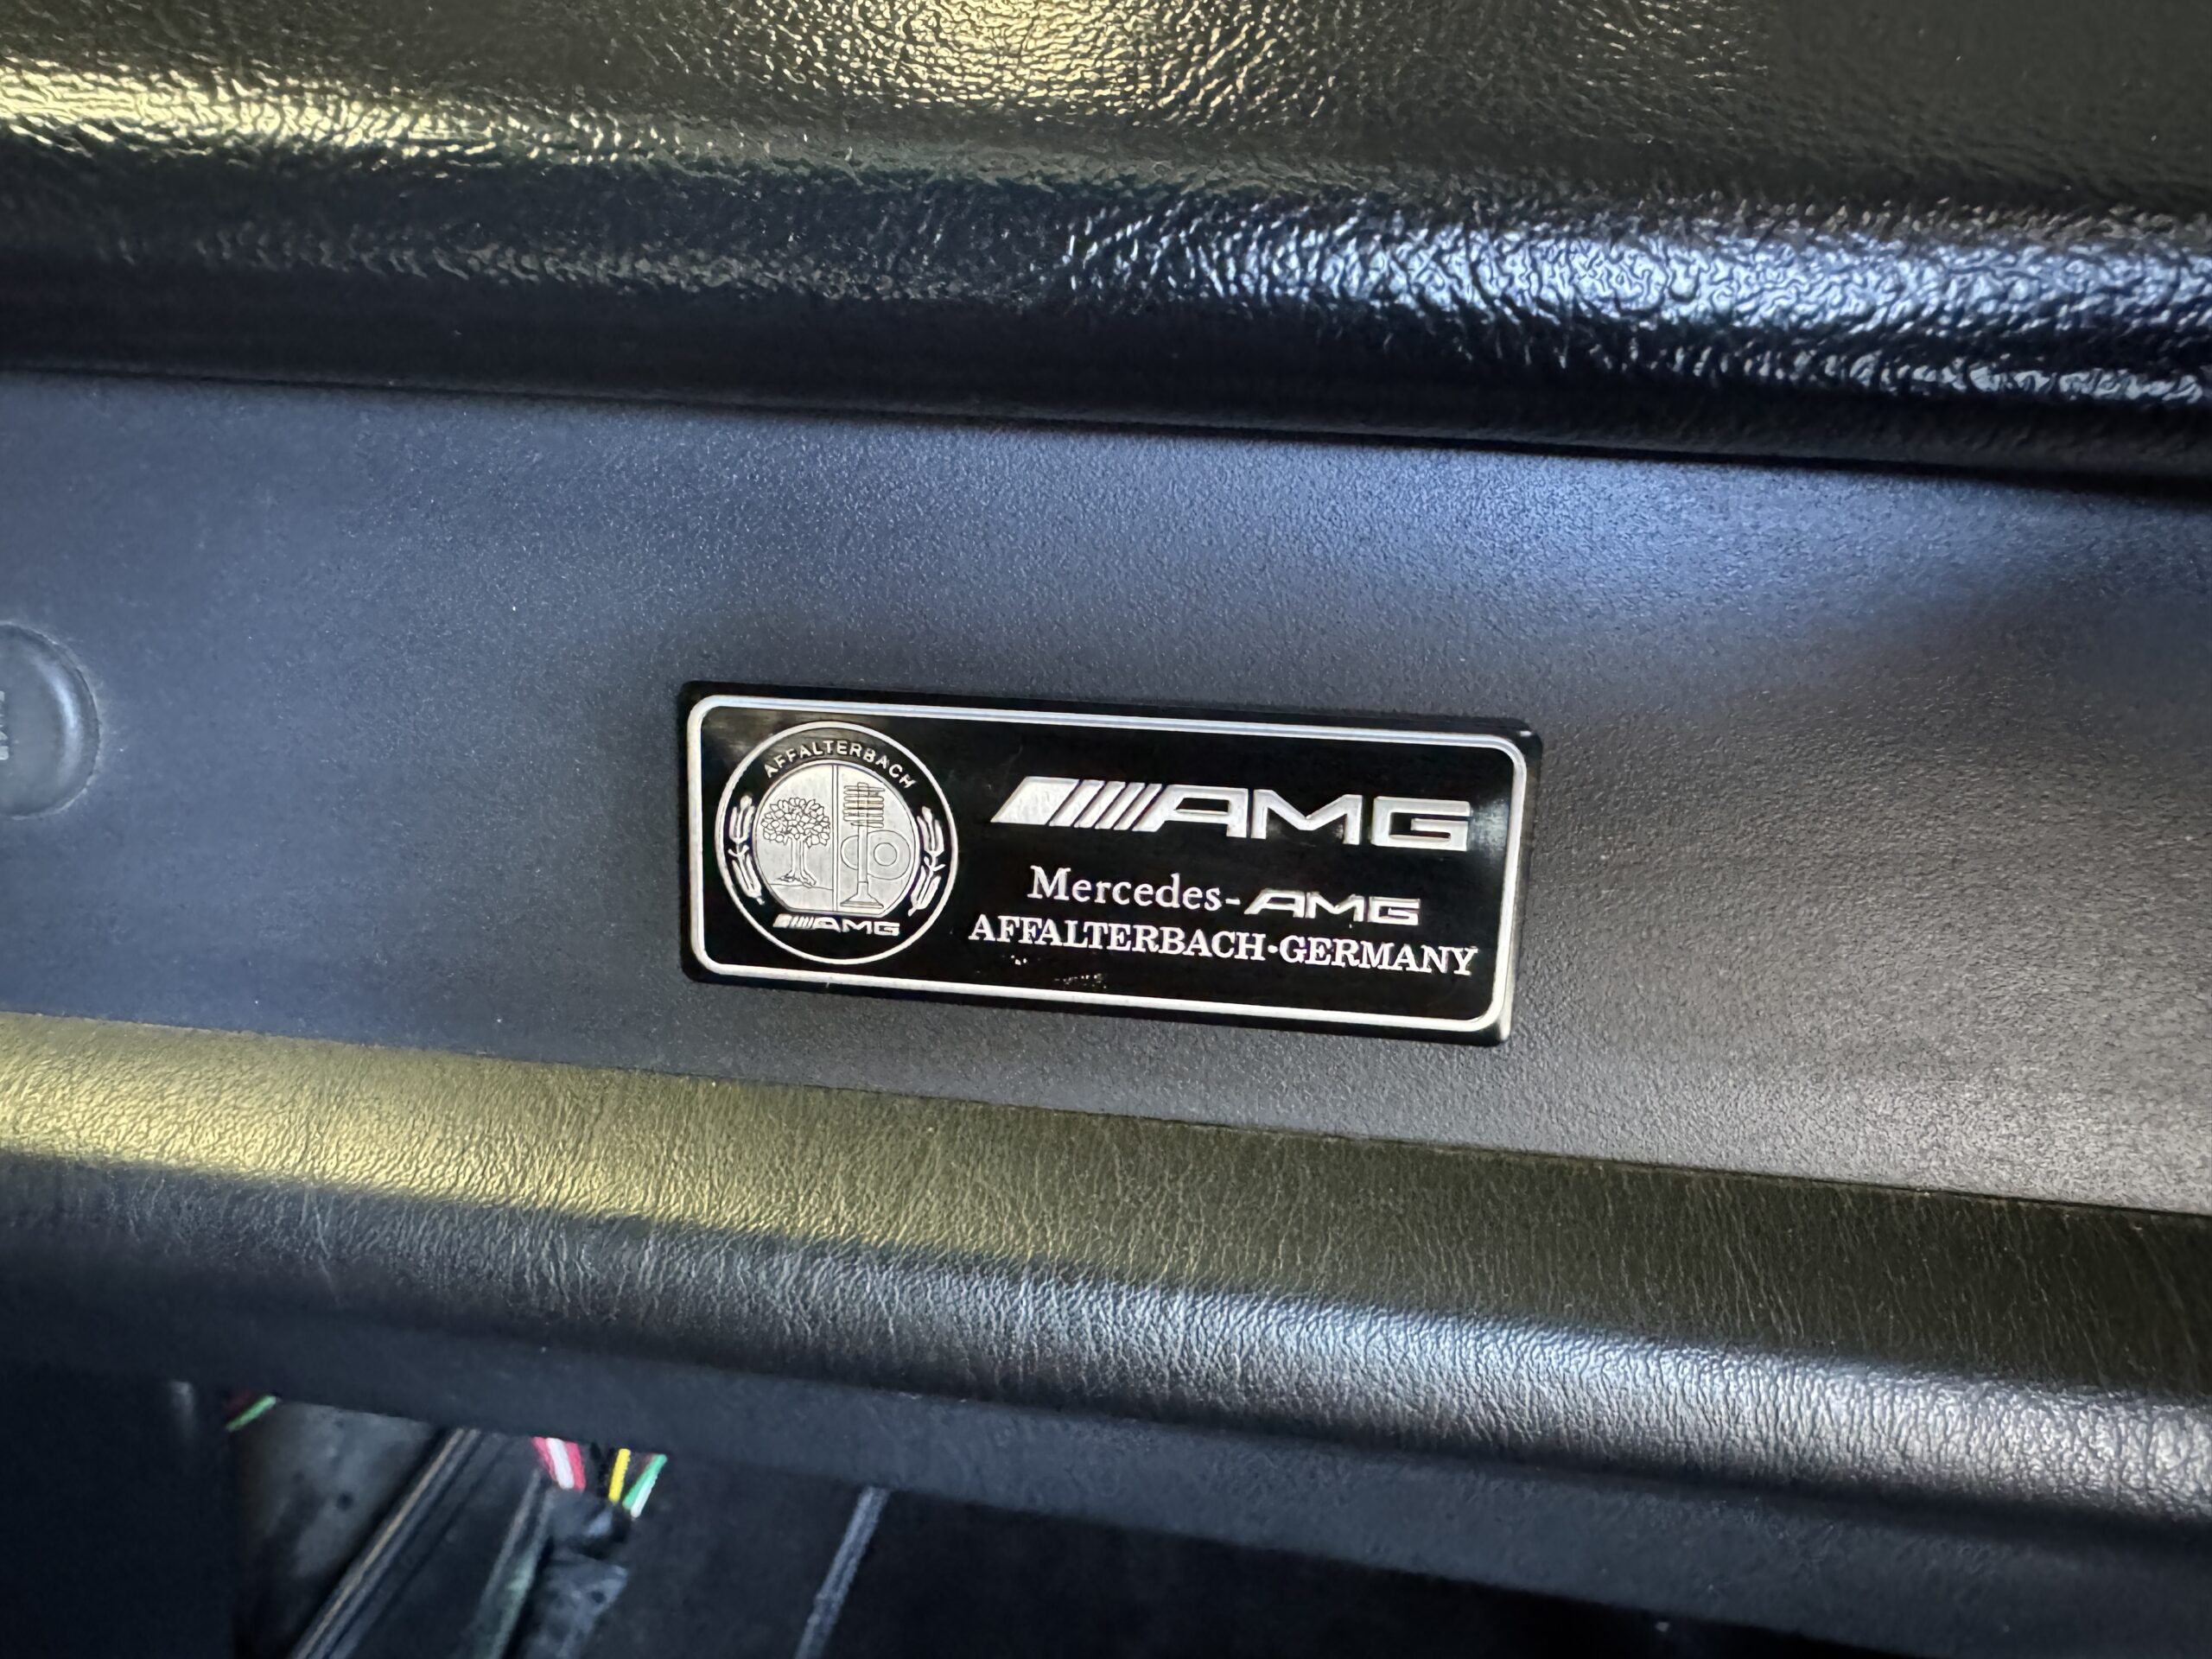 AFFALTERBACH
AMG
AMG
Mercedes-AMG
AFFALTERBACH·GERMANY